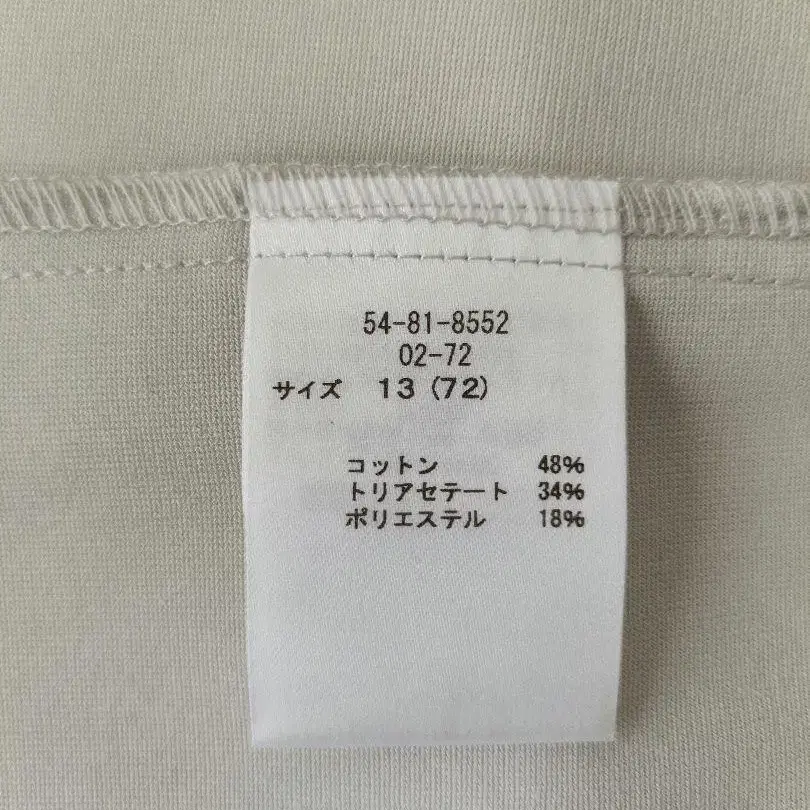 54-81-8552
02-72
サイズ 13 (72)
コットン 48%
トリアセテート 34%
ポリエステル 18%